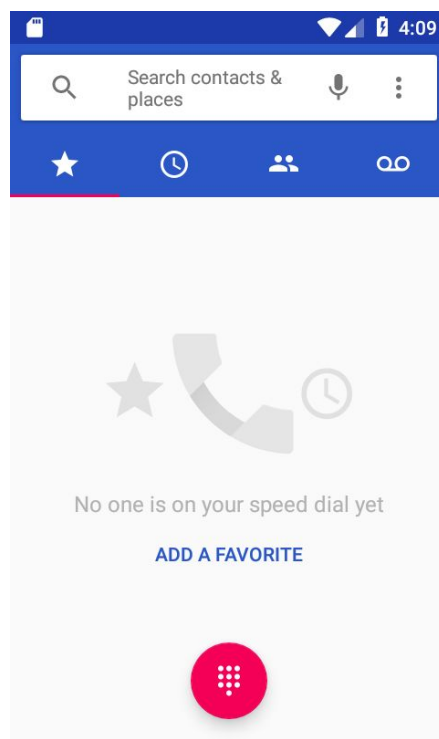 4:09
Search contacts &
places
No one is on your speed dial yet
ADD A FAVORITE